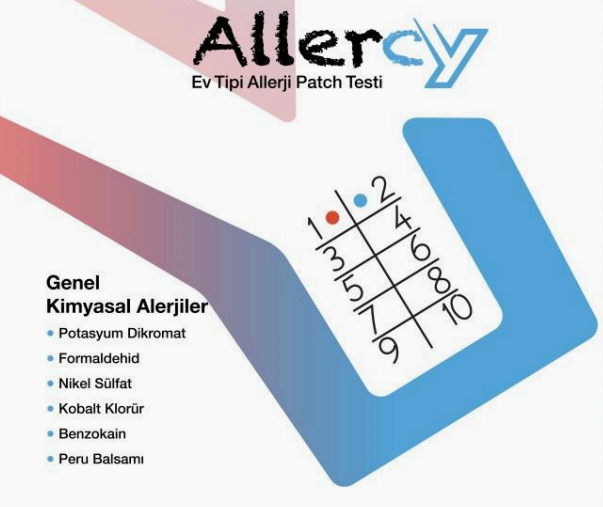 Allercy
Ev Tipi Allerji Patch Testi
1 2
3 4
5 6
7 8
9 10
Genel
Kimyasal Alerjiler
Potasyum Dikromat
Formaldehid
Nikel Sülfat
Kobalt Klorür
Benzokain
Peru Balsamı